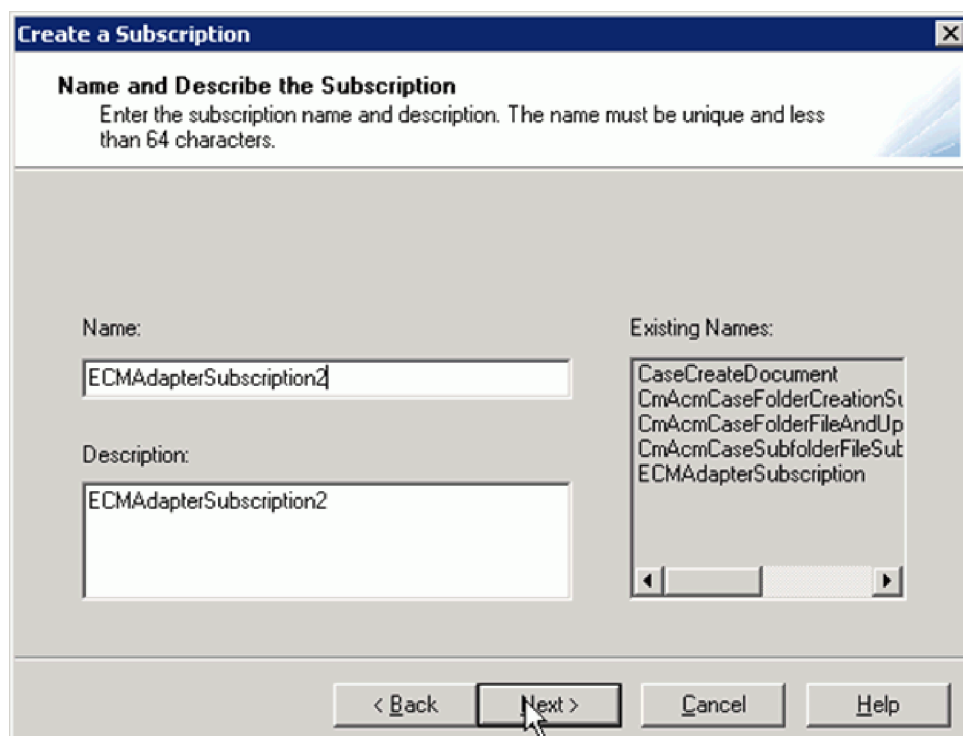 Create a Subscription
Name and Describe the Subscription
Enter the subscription name and description. The name must be unique and less
than 64 characters.
Name:
ECMAdapterSubscription2
Description:
ECMAdapterSubscription2
Existing Names:
CaseCreateDocument
CmAcmCaseFolderCreationSu
CmAcmCaseFolderFileAndUp
CmAcmCaseSubfolderFileSub
ECMAdapterSubscription
< Back
Next >
Cancel
Help